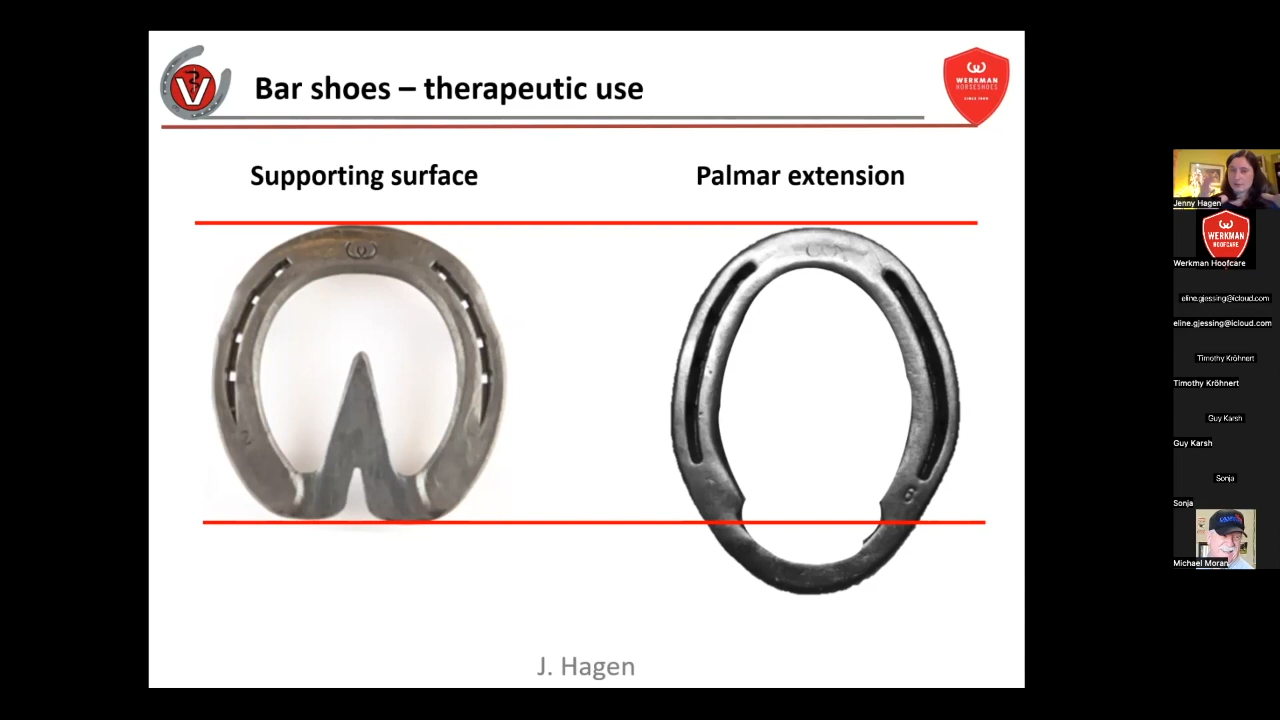 Bar shoes – therapeutic use
WERKMAN
HORSESHOES
Supporting surface
Palmar extension
J. Hagen
Jenny Hagen
WERKMAN
HOOFCARE
Werkman Hoofcare
eline.gjessing@icloud.com
eline.gjessing@icloud.com
Timothy Kröhnert
Timothy Kröhnert
Guy Karsh
Guy Karsh
Sonja
Sonja
Michael Moran